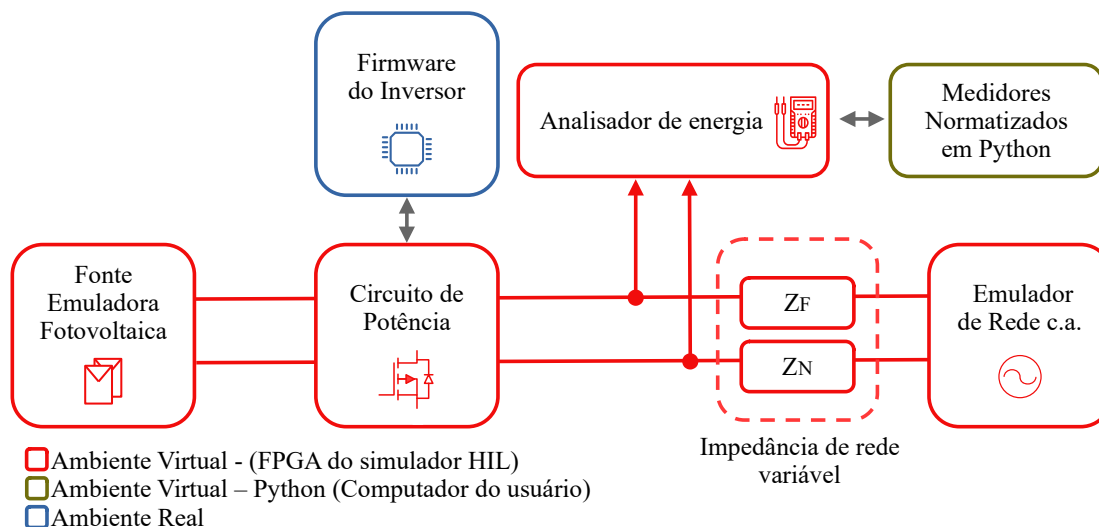 Firmware
do Inversor
Analisador de energia
Medidores
Normatizados
em Python
Fonte
Emuladora
Fotovoltaica
Circuito de
Potência
ZF
ZN
Emulador
de Rede c.a.
Impedância de rede
variável
Ambiente Virtual - (FPGA do simulador HIL)
Ambiente Virtual – Python (Computador do usuário)
Ambiente Real